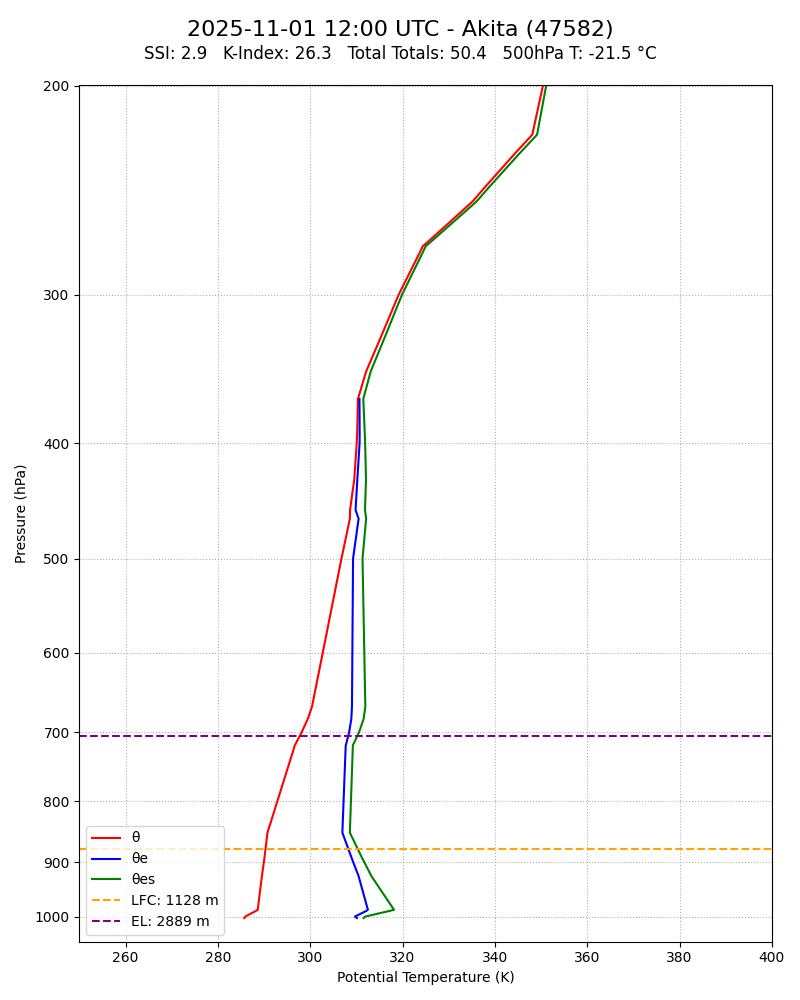 2025-11-01 12:00 UTC - Akita (47582)
SSI: 2.9   K-Index: 26.3   Total Totals: 50.4   500hPa T: -21.5 °C
200
300
400
500
600
700
800
900
1000
Pressure (hPa)
θ
θe
θes
LFC: 1128 m
EL: 2889 m
260 280 300 320 340 360 380 400
Potential Temperature (K)